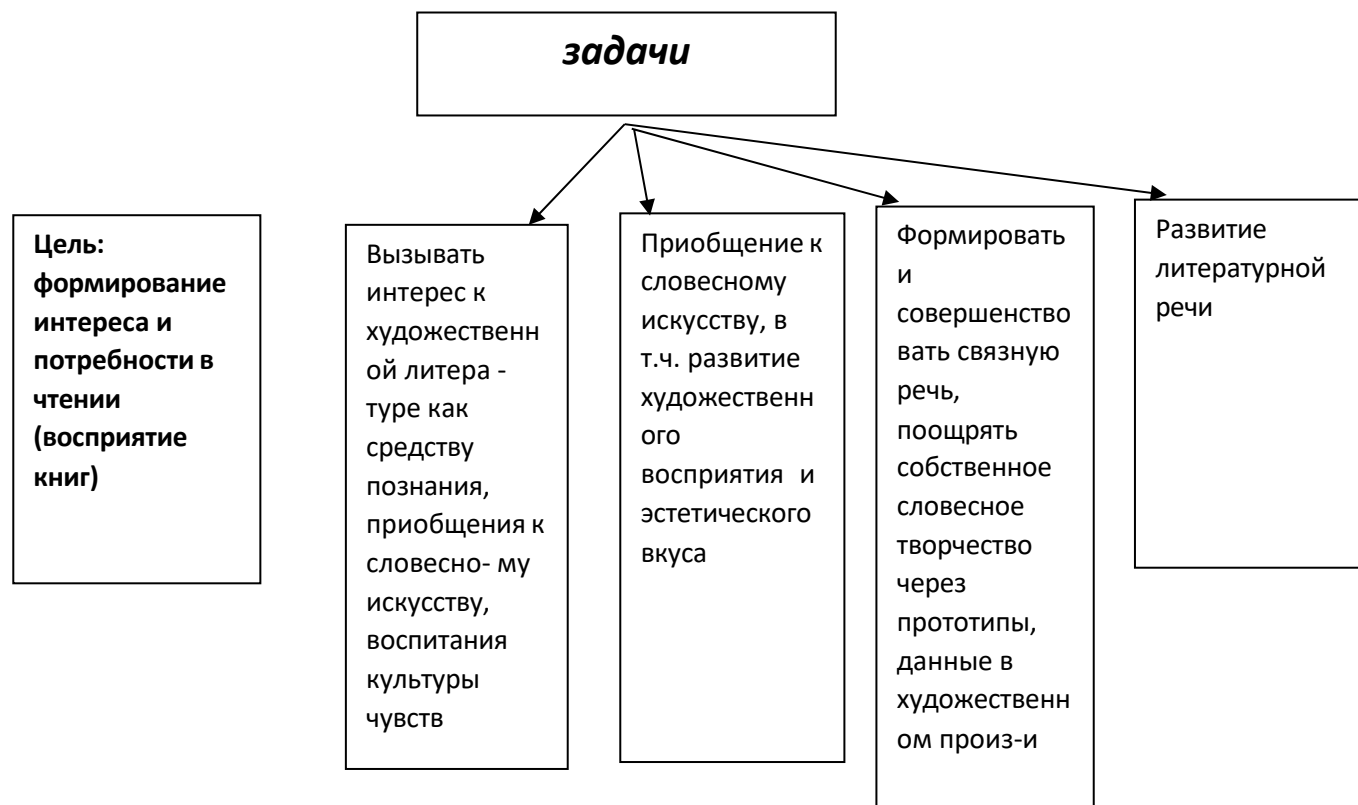 задачи
Цель:
формирование
интереса и
потребности в
чтении
(восприятие
книг)
Вызывать
интерес к
художественн
ой литера -
туре как
средству
познания,
приобщения к
словесно- му
искусству,
воспитания
культуры
чувств
Приобщение к
словесному
искусству, в
т.ч. развитие
художественн
ого
восприятия и
эстетического
вкуса
Формировать
и
совершенство
вать связную
речь,
поощрять
собственное
словесное
творчество
через
прототипы,
данные в
художественн
ом произ-и
Развитие
литературной
речи